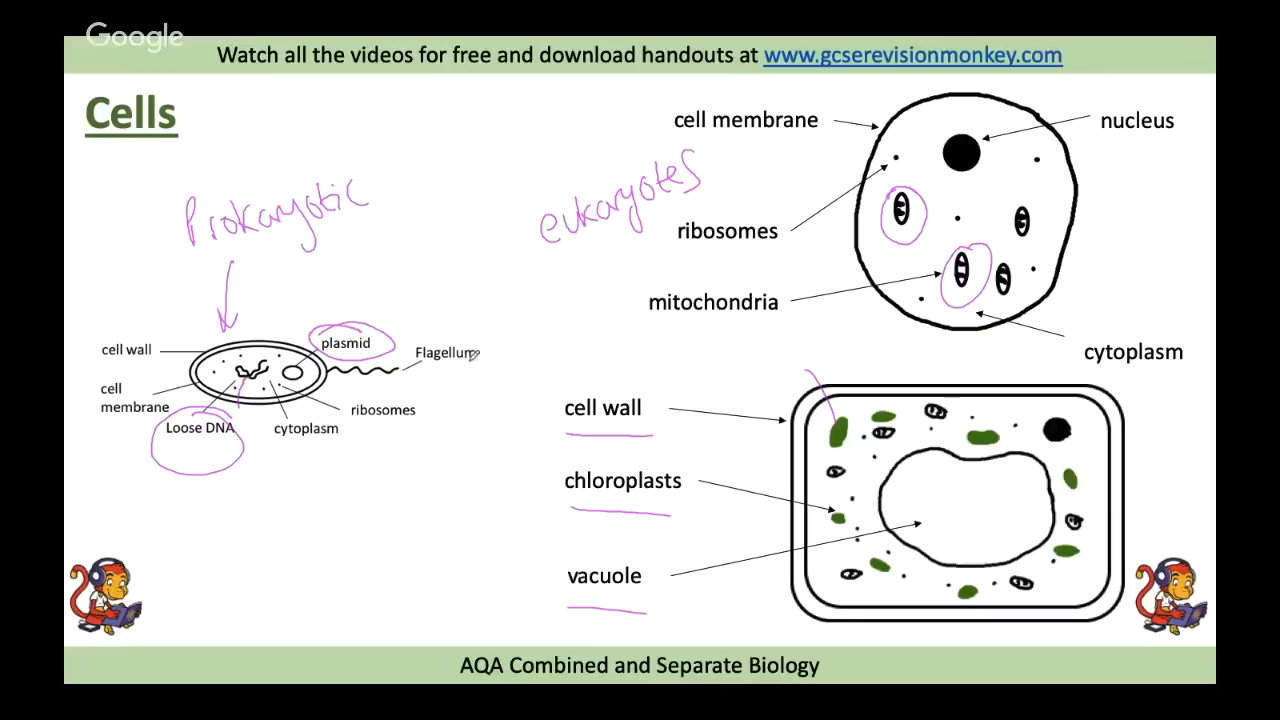 Google
Watch all the videos for free and download handouts at www.gcserevisionmonkey.com
Cells
cell membrane
nucleus
Prokaryotic
eukaryotes
ribosomes
mitochondria
cytoplasm
cell wall
plasmid
Flagellum
cell
membrane
ribosomes
Loose DNA
cytoplasm
cell wall
chloroplasts
vacuole
AQA Combined and Separate Biology